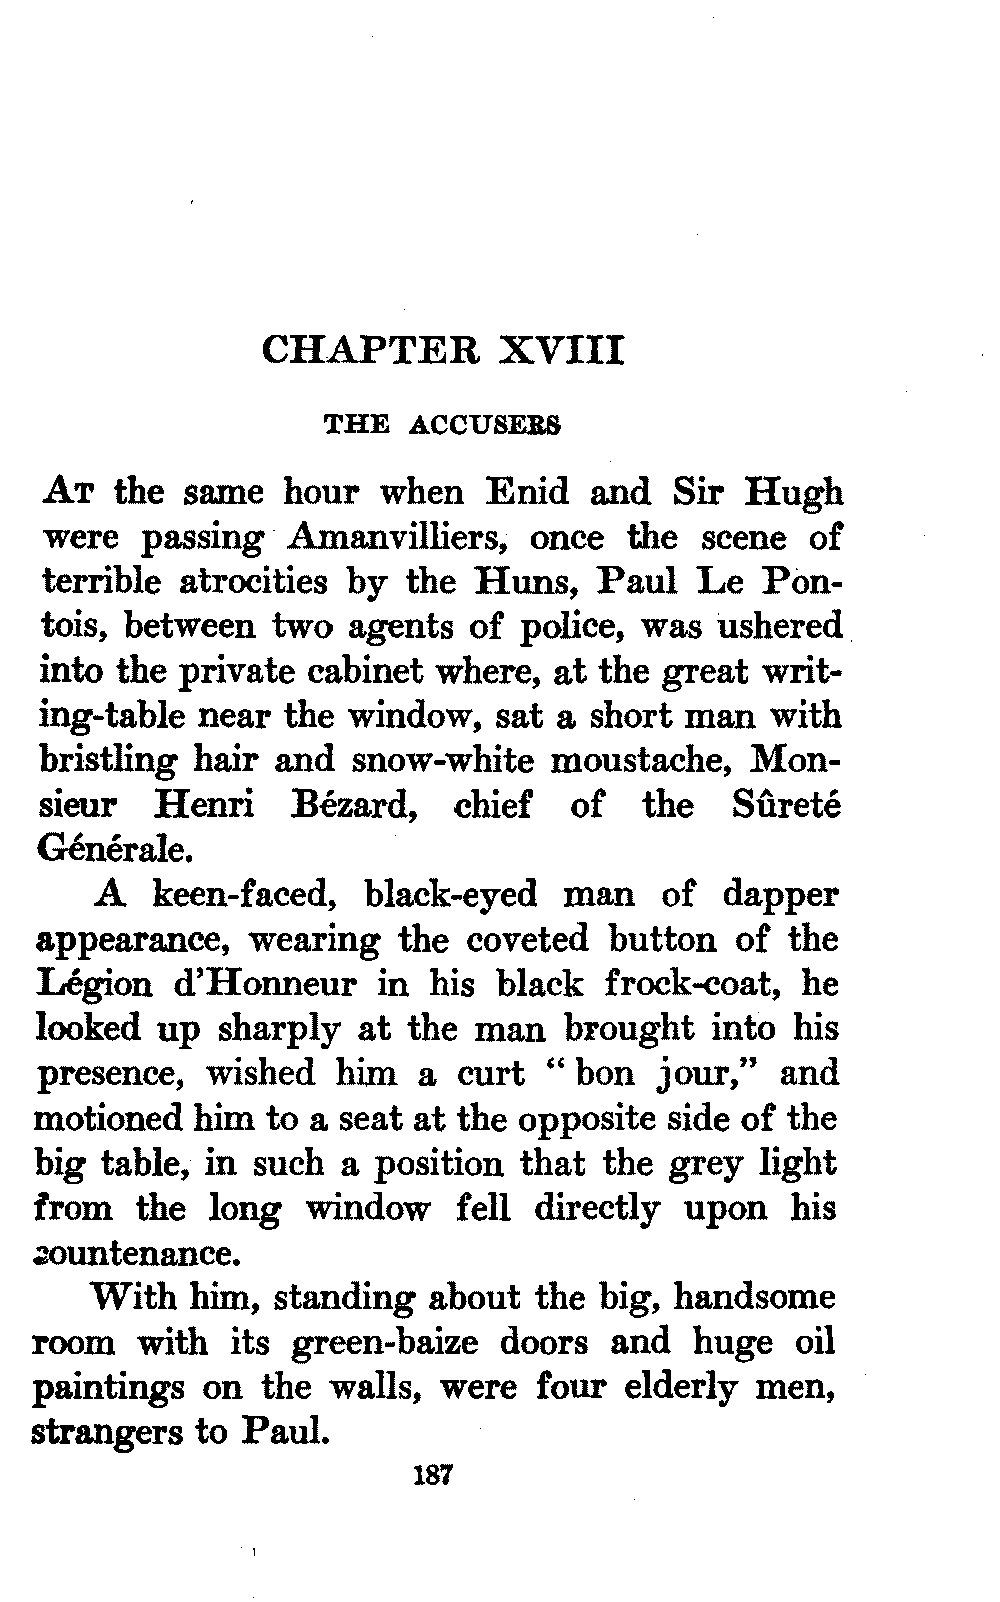 CHAPTER XVIII
THE ACCUSERS
AT the same hour when Enid and Sir Hugh
were passing Amanvilliers, once the scene of
terrible atrocities by the Huns, Paul Le Pon-
tois, between two agents of police, was ushered
into the private cabinet where, at the great writ-
ing-table near the window, sat a short man with
bristling hair and snow-white moustache, Mon-
sieur Henri Bézard, chief of the Sûreté
Générale.
A keen-faced, black-eyed man of dapper
appearance, wearing the coveted button of the
Légion d'Honneur in his black frock-coat, he
looked up sharply at the man brought into his
presence, wished him a curt “ bon jour,” and
motioned him to a seat at the opposite side of the
big table, in such a position that the grey light
from the long window fell directly upon his
countenance.
With him, standing about the big, handsome
room with its green-baize doors and huge oil
paintings on the walls, were four elderly men,
strangers to Paul.
187